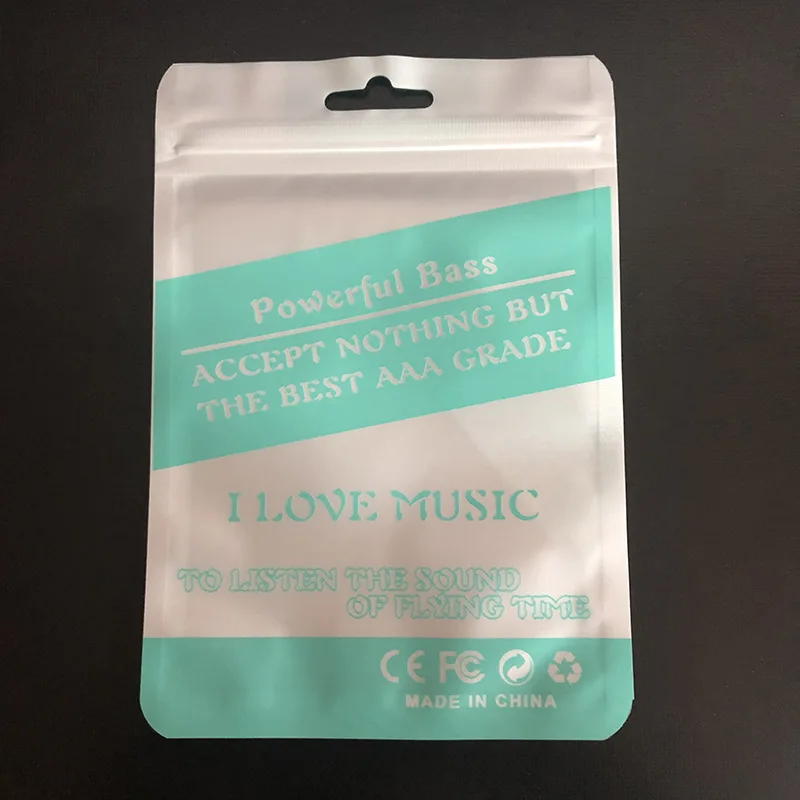 Powerful Bass
ACCEPT NOTHING BUT
THE BEST AAA GRADE
I LOVE MUSIC
TO LISTEN THE SOUND
OF FLYING TIME
CE FC
MADE IN CHINA